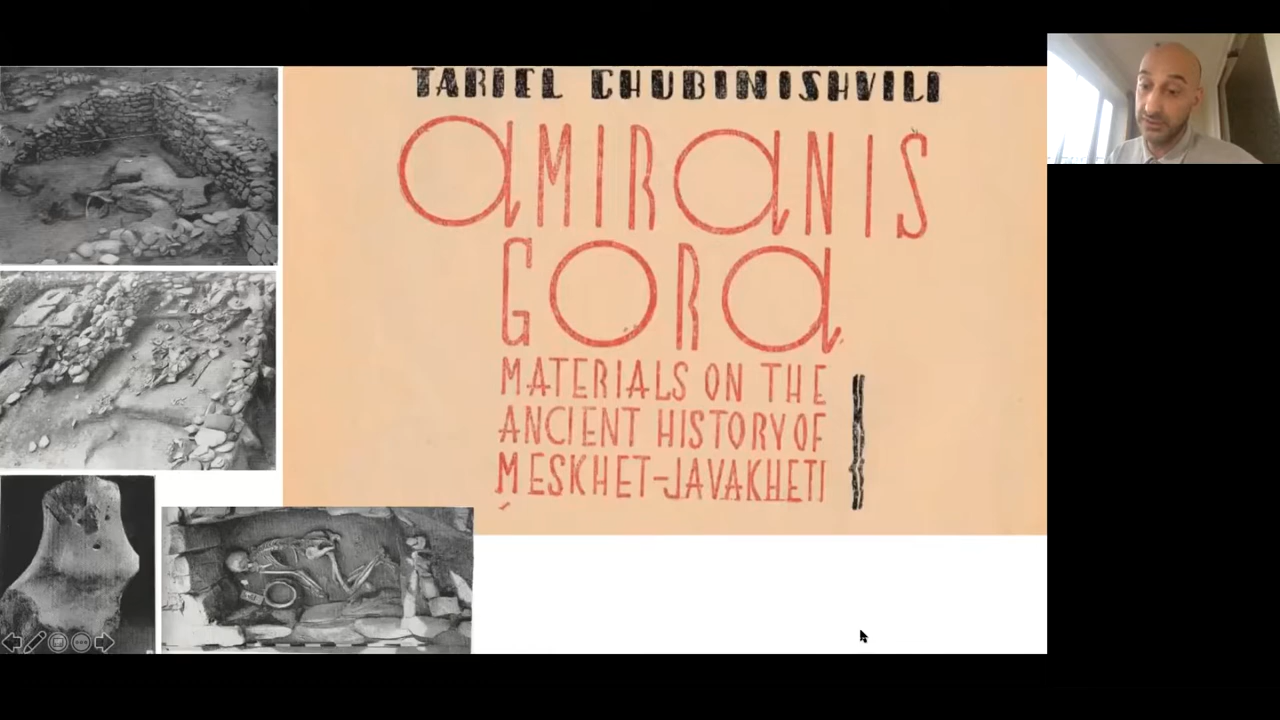 TARIEL CHUBINISHVILI
aMIRaNIS
GORa
MATERIALS ON THE
ANCIENT HISTORY OF
MESKHET-JAVAKHETI